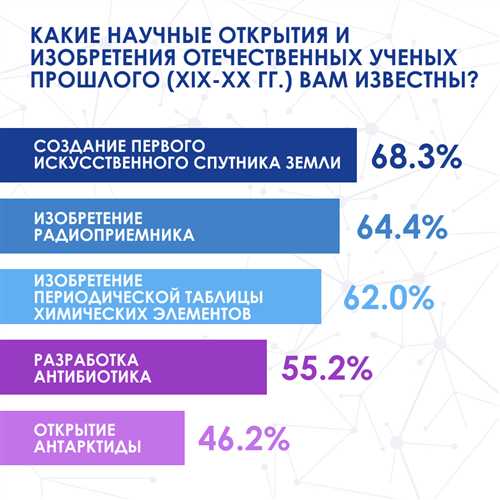 КАКИЕ НАУЧНЫЕ ОТКРЫТИЯ И
ИЗОБРЕТЕНИЯ ОТЕЧЕСТВЕННЫХ УЧЕНЫХ
ПРОШЛОГО (XIX-XX ГГ.) ВАМ ИЗВЕСТНЫ?
СОЗДАНИЕ ПЕРВОГО
ИСКУССТВЕННОГО СПУТНИКА ЗЕМЛИ
68.3%
ИЗОБРЕТЕНИЕ
РАДИОПРИЕМНИКА
64.4%
ИЗОБРЕТЕНИЕ
ПЕРИОДИЧЕСКОЙ ТАБЛИЦЫ
ХИМИЧЕСКИХ ЭЛЕМЕНТОВ
62.0%
РАЗРАБОТКА
АНТИБИОТИКА
55.2%
ОТКРЫТИЕ
АНТАРКТИДЫ
46.2%